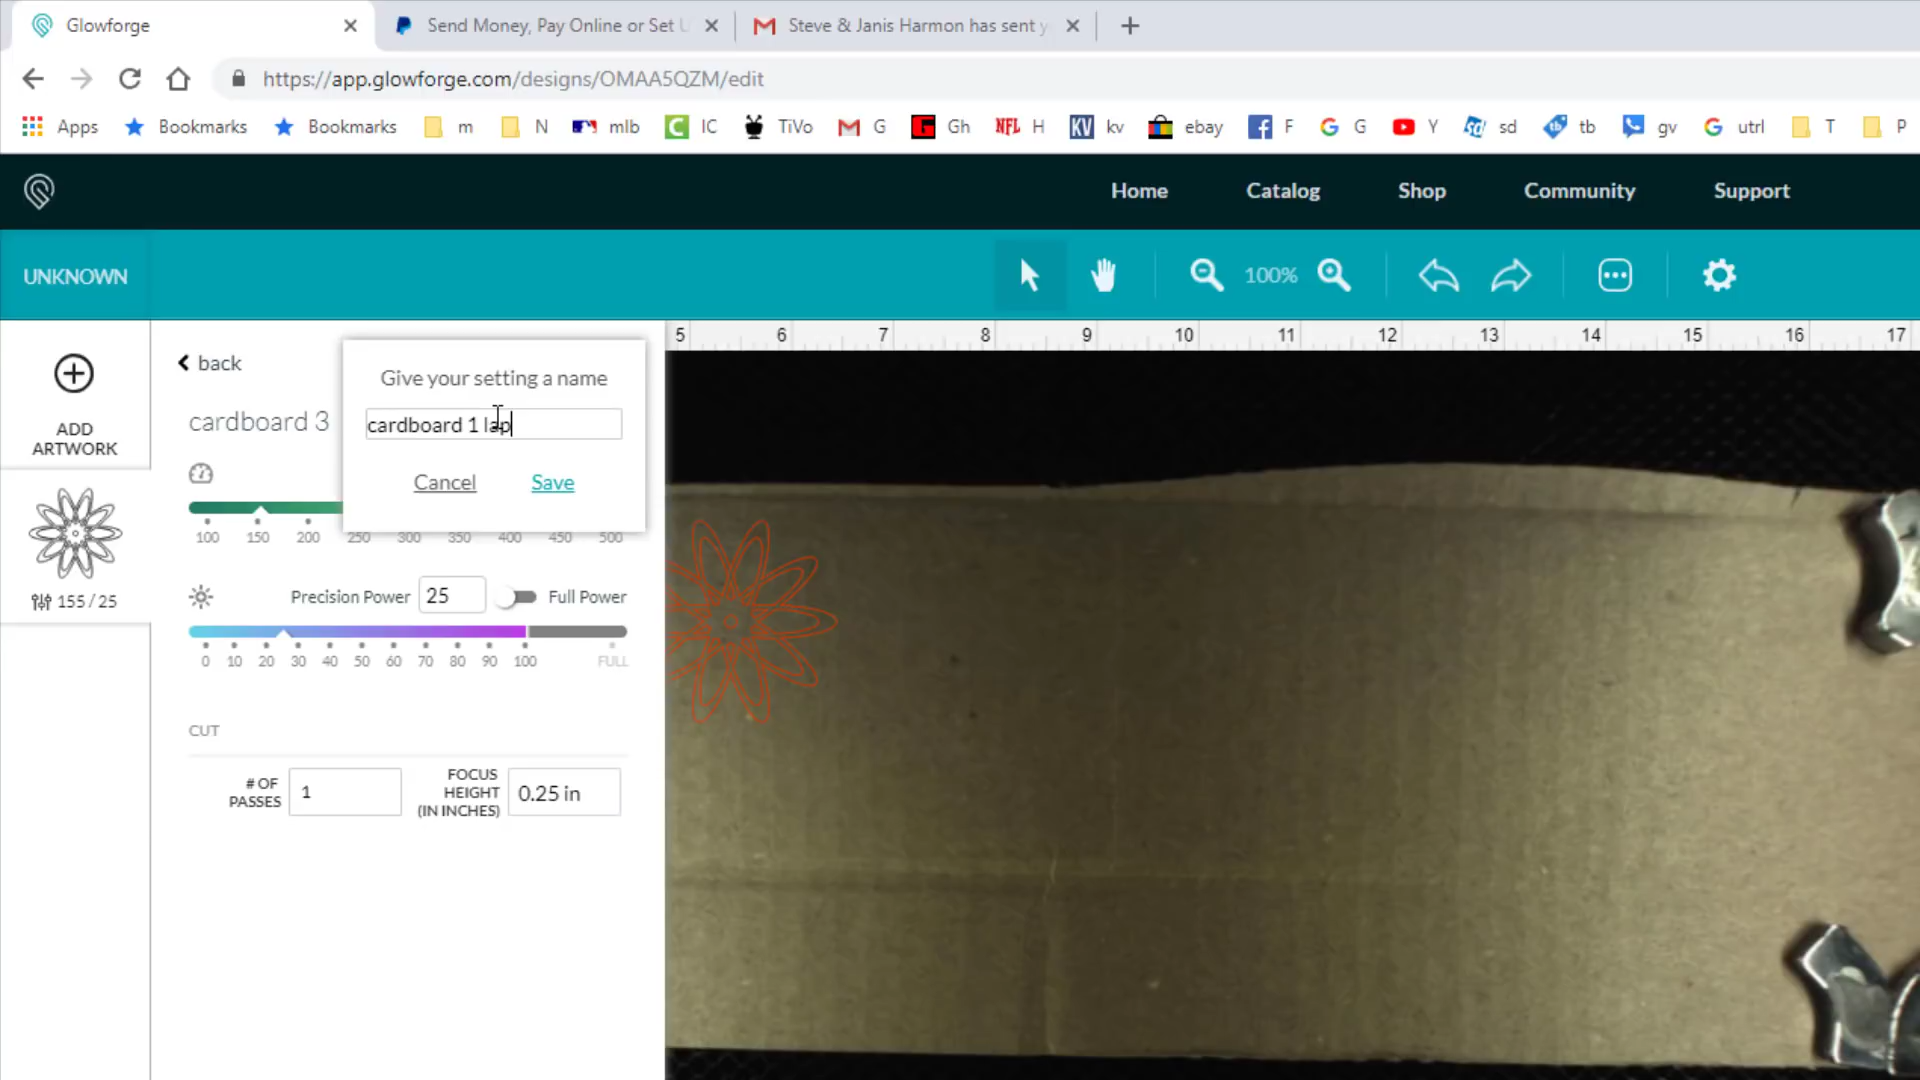 Glowforge
Send Money, Pay Online or Set U
Steve & Janis Harmon has sent y
https://app.glowforge.com/designs/OMAA5QZM/edit
Apps Bookmarks Bookmarks m N mlb IC TiVo G Gh NFL H KV kv ebay F G Y sd sd tb tb gv utrl T P
Home Catalog Shop Community Support
UNKNOWN
100%
5 6 7 8 9 10 11 12 13 14 15 16 17
ADD
ARTWORK
155 / 25
back
cardboard 3
Give your setting a name
cardboard 1 lap
Cancel Save
100 150 200 250 300 350 400 450 500
Precision Power 25 Full Power
0 10 20 30 40 50 60 70 80 90 100 FULL
CUT
# OF
PASSES
1
FOCUS
HEIGHT
(IN INCHES)
0.25 in